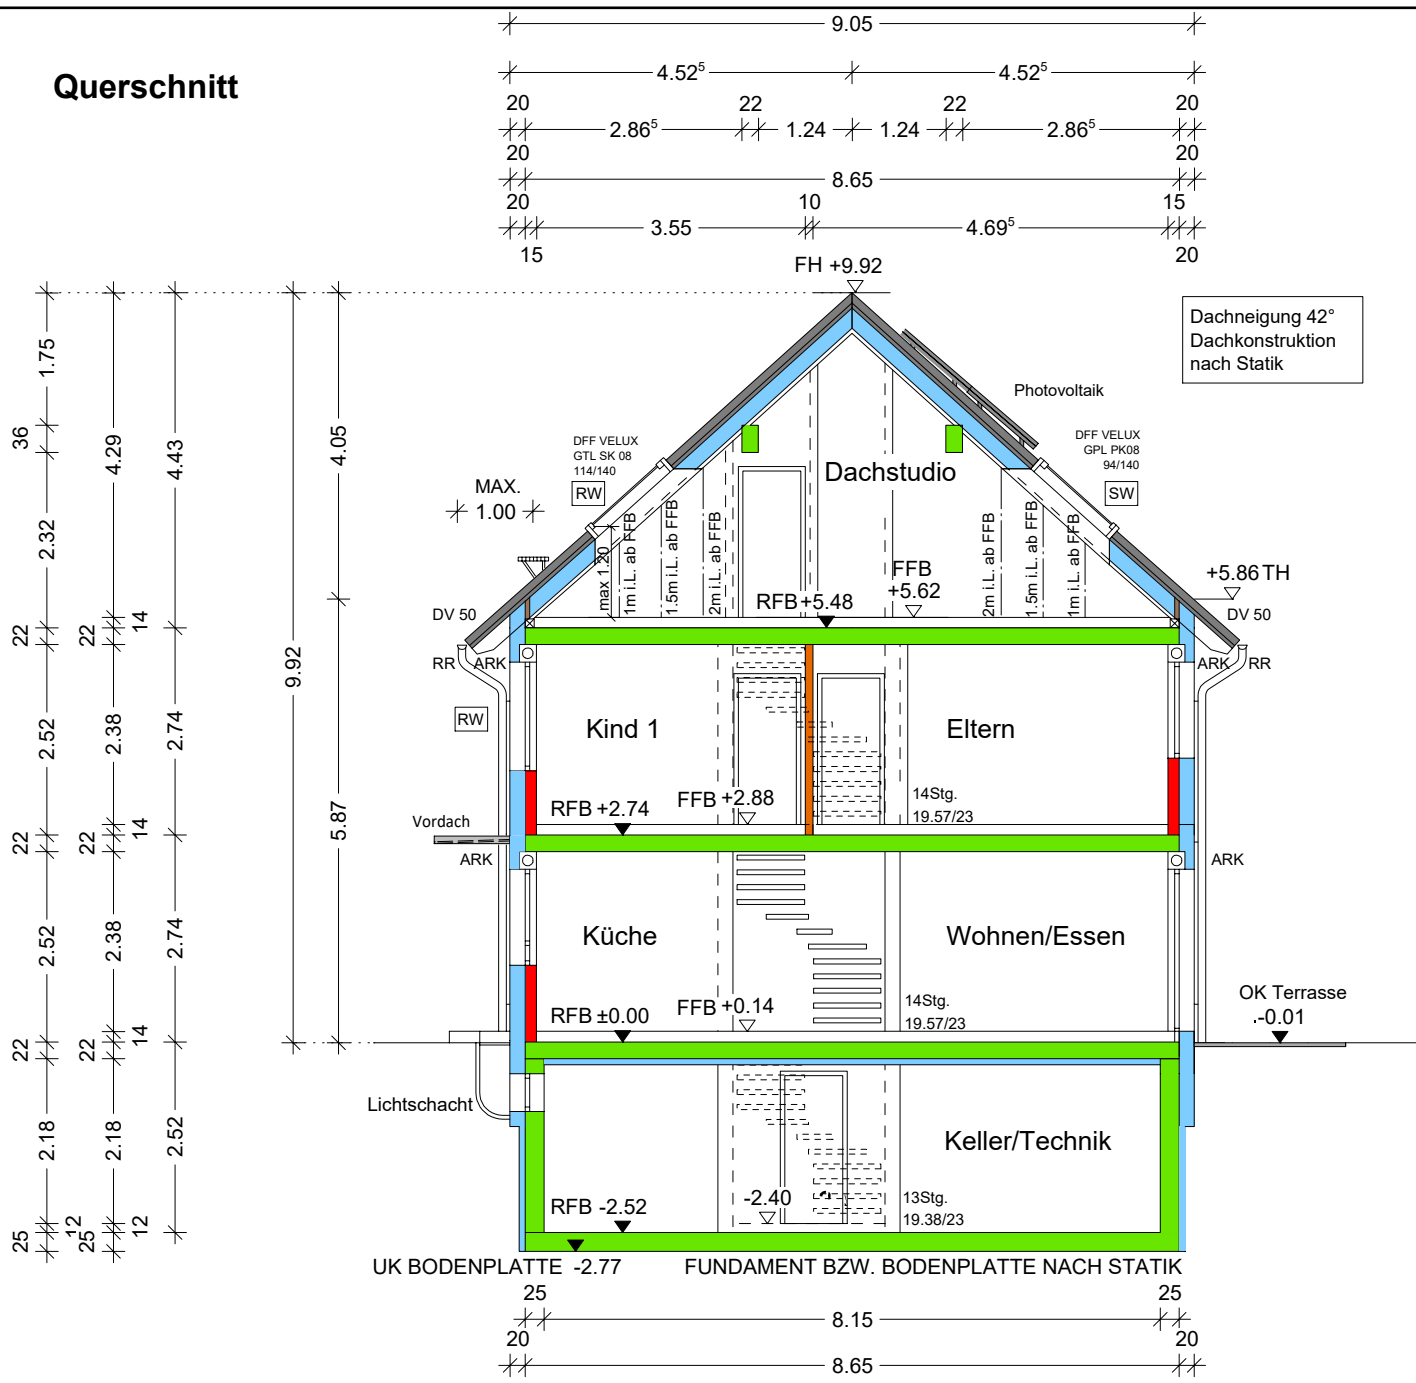 9.05
Querschnitt
4.52⁵ 4.52⁵
20 22 22 20
2.86⁵ 1.24 1.24 2.86⁵
20 20
8.65
20 10 15
3.55 4.69⁵
15 20
FH +9.92
Dachneigung 42°
Dachkonstruktion
nach Statik
Photovoltaik
1.75
36
2.32
22
2.52
22
2.52
22
2.18
12
25
4.29
14
22
2.38
14
22
2.38
14
22
2.18
12
25
4.43
2.74
2.74
2.52
9.92
4.05
5.87
DFF VELUX
GTL SK 08
114/140
RW
DFF VELUX
GPL PK08
94/140
SW
MAX.
1.00
Dachstudio
max 1.20
1m i.L. ab FFB
1.5m i.L. ab FFB
2m i.L. ab FFB
2m i.L. ab FFB
1.5m i.L. ab FFB
1m i.L. ab FFB
FFB
+5.62
RFB +5.48
+5.86 TH
DV 50 DV 50
RR ARK ARK RR
RW
Kind 1 Eltern
14Stg.
19.57/23
RFB +2.74 FFB +2.88
Vordach
ARK ARK
Küche Wohnen/Essen
14Stg.
19.57/23
RFB ±0.00 FFB +0.14
OK Terrasse
-0.01
Lichtschacht
Keller/Technik
13Stg.
19.38/23
RFB -2.52 -2.40
UK BODENPLATTE -2.77 FUNDAMENT BZW. BODENPLATTE NACH STATIK
25 25
8.15
20 20
8.65